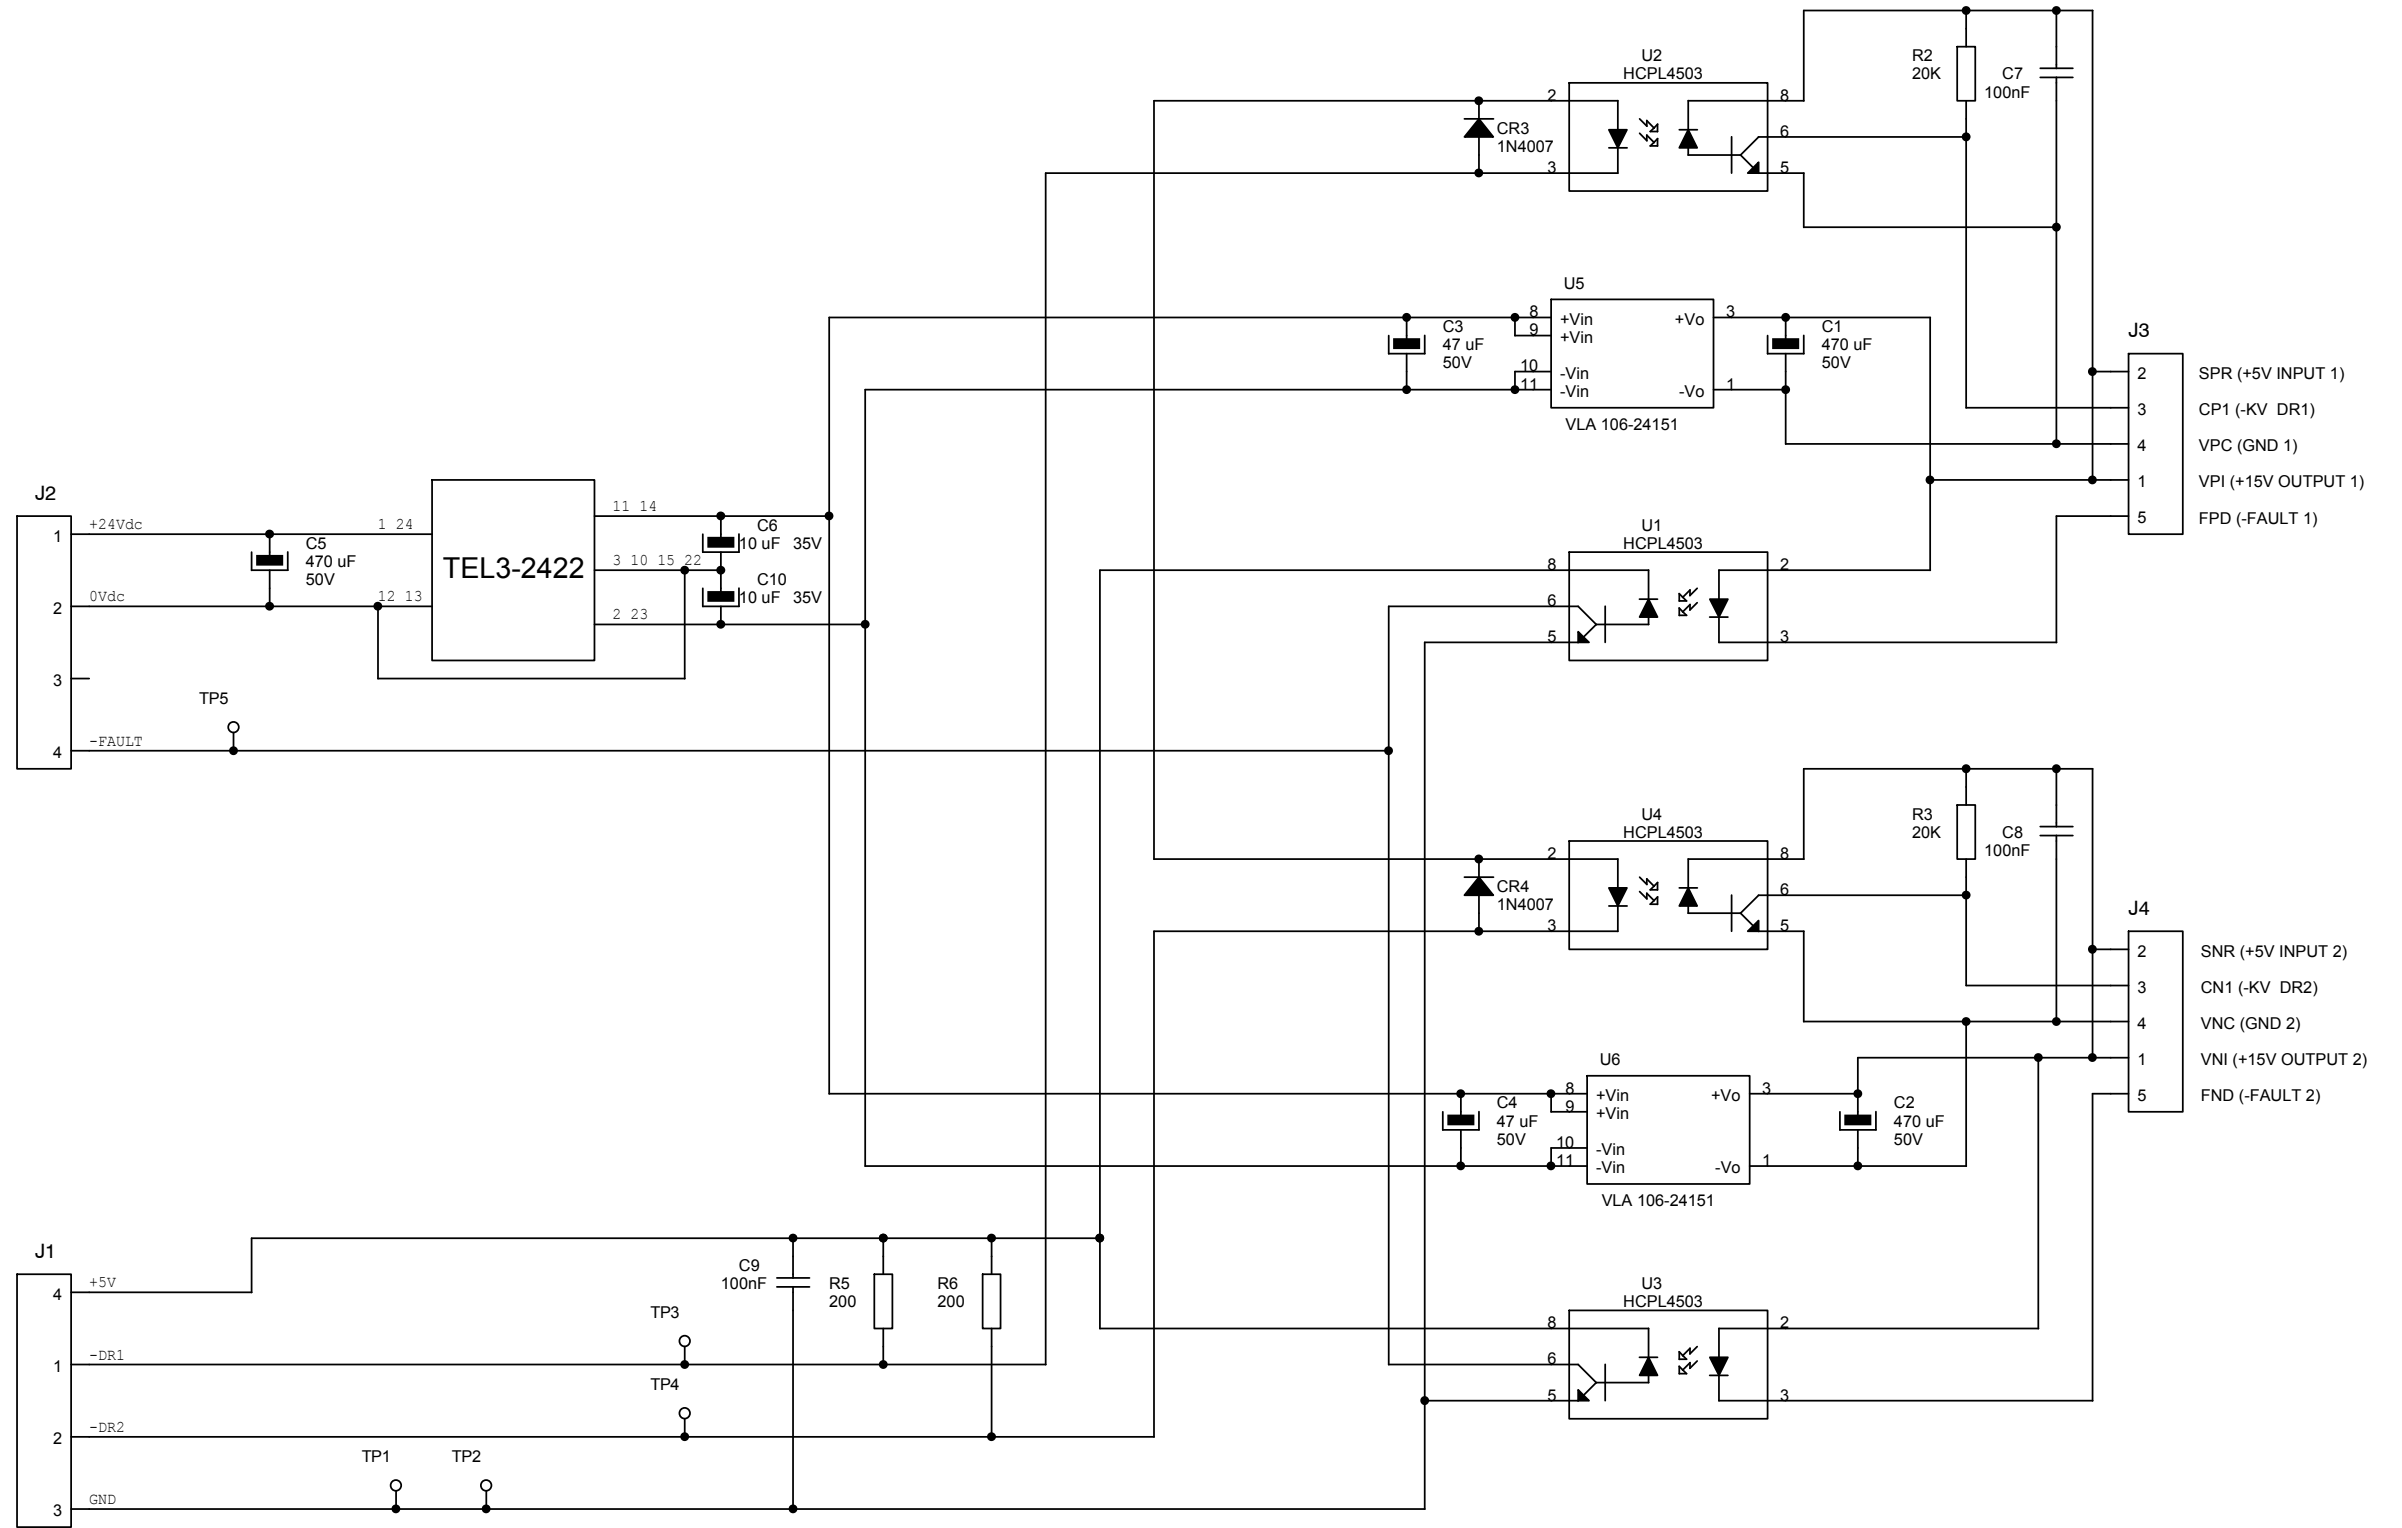 U2
HCPL4503
2
3
8
6
5
CR3
1N4007
R2
20K
C7
100nF
U5
8
9
10
11
+Vin
+Vin
-Vin
-Vin
+Vo
-Vo
3
1
VLA 106-24151
C3
47 uF
50V
C1
470 uF
50V
J3
2 SPR (+5V INPUT 1)
3 CP1 (-KV DR1)
4 VPC (GND 1)
1 VPI (+15V OUTPUT 1)
5 FPD (-FAULT 1)
J2
1 +24Vdc
2 0Vdc
3
4 -FAULT
C5
470 uF
50V
1 24
12 13
TEL3-2422
11 14
3 10 15 22
2 23
C6
10 uF 35V
C10
10 uF 35V
TP5
U1
HCPL4503
8
6
5
2
3
U4
HCPL4503
2
3
8
6
5
CR4
1N4007
R3
20K
C8
100nF
J4
2 SNR (+5V INPUT 2)
3 CN1 (-KV DR2)
4 VNC (GND 2)
1 VNI (+15V OUTPUT 2)
5 FND (-FAULT 2)
U6
8
9
10
11
+Vin
+Vin
-Vin
-Vin
+Vo
-Vo
3
1
VLA 106-24151
C4
47 uF
50V
C2
470 uF
50V
J1
4 +5V
1 -DR1
2 -DR2
3 GND
C9
100nF
R5
200
R6
200
TP3
TP4
TP1
TP2
U3
HCPL4503
8
6
5
2
3